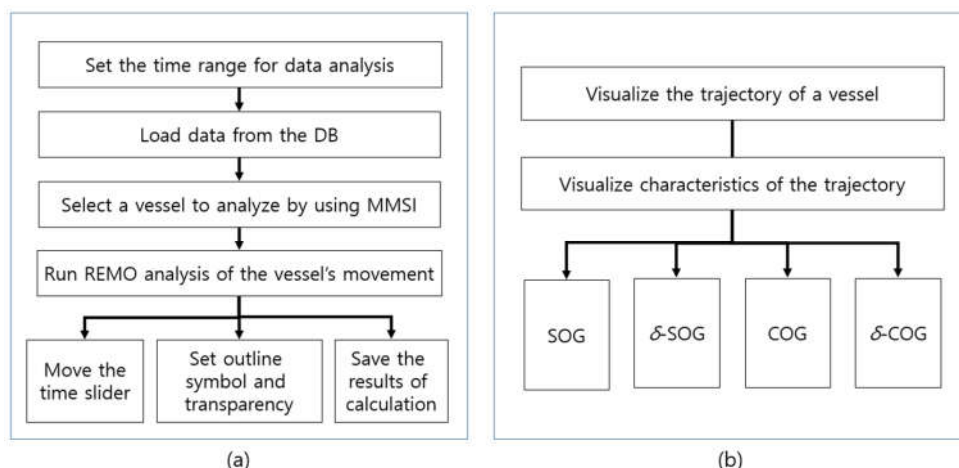 Set the time range for data analysis
Load data from the DB
Select a vessel to analyze by using MMSI
Run REMO analysis of the vessel's movement
Move the
time slider
Set outline
symbol and
transparency
Save the
results of
calculation
(a)
Visualize the trajectory of a vessel
Visualize characteristics of the trajectory
SOG
δ-SOG
COG
δ-COG
(b)